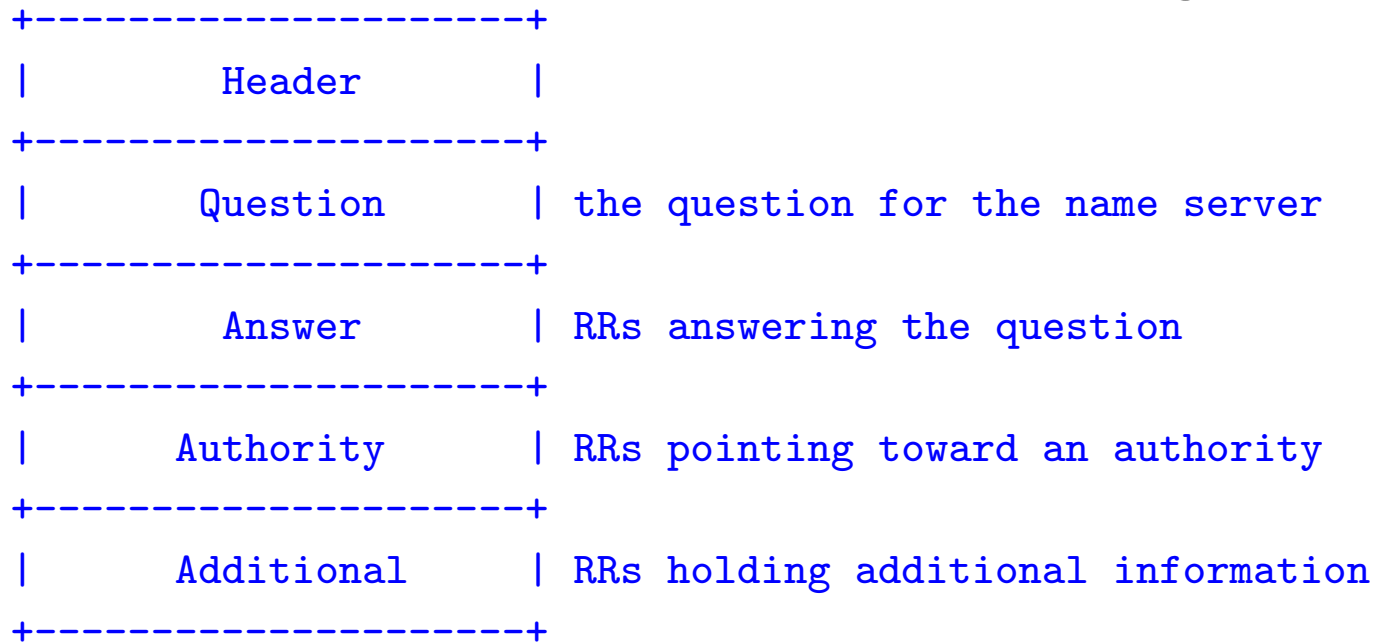 +---------------------+
|        Header       |
+---------------------+
|       Question      | the question for the name server
+---------------------+
|        Answer       | RRs answering the question
+---------------------+
|      Authority      | RRs pointing toward an authority
+---------------------+
|      Additional     | RRs holding additional information
+---------------------+